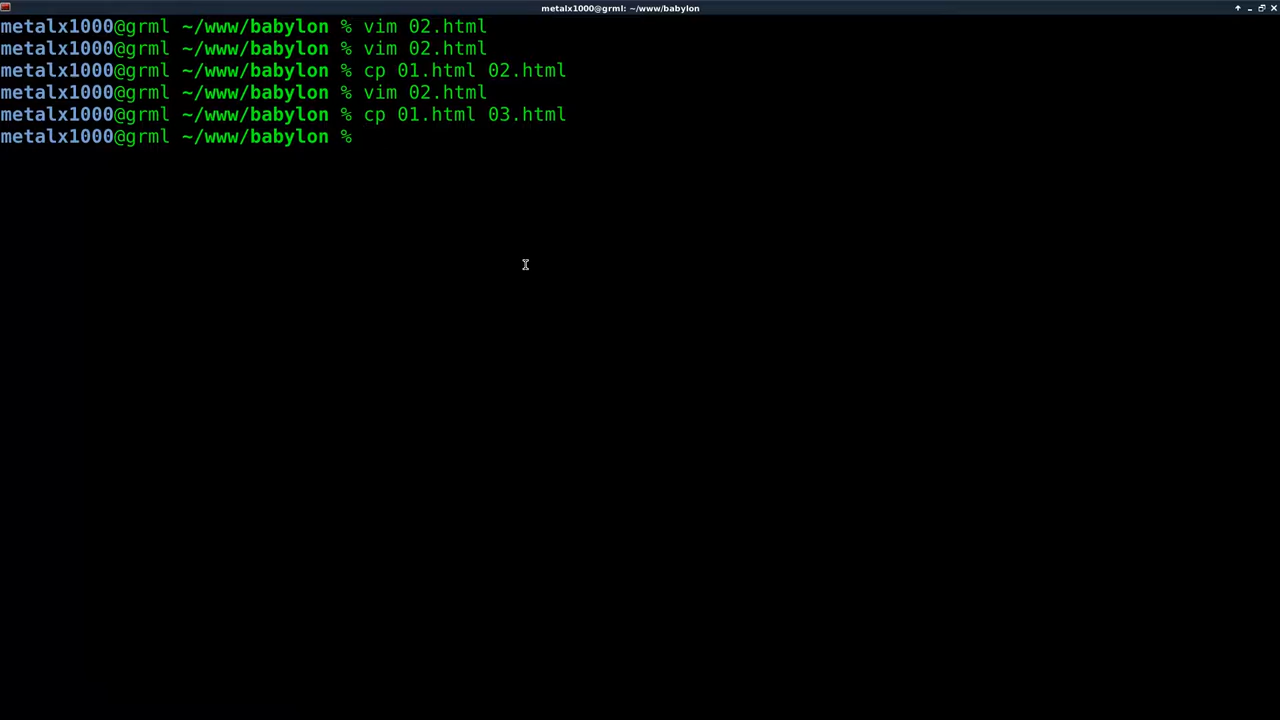 metalx1000@grml: ~/www/babylon
metalx1000@grml ~/www/babylon % vim 02.html
metalx1000@grml ~/www/babylon % vim 02.html
metalx1000@grml ~/www/babylon % cp 01.html 02.html
metalx1000@grml ~/www/babylon % vim 02.html
metalx1000@grml ~/www/babylon % cp 01.html 03.html
metalx1000@grml ~/www/babylon %